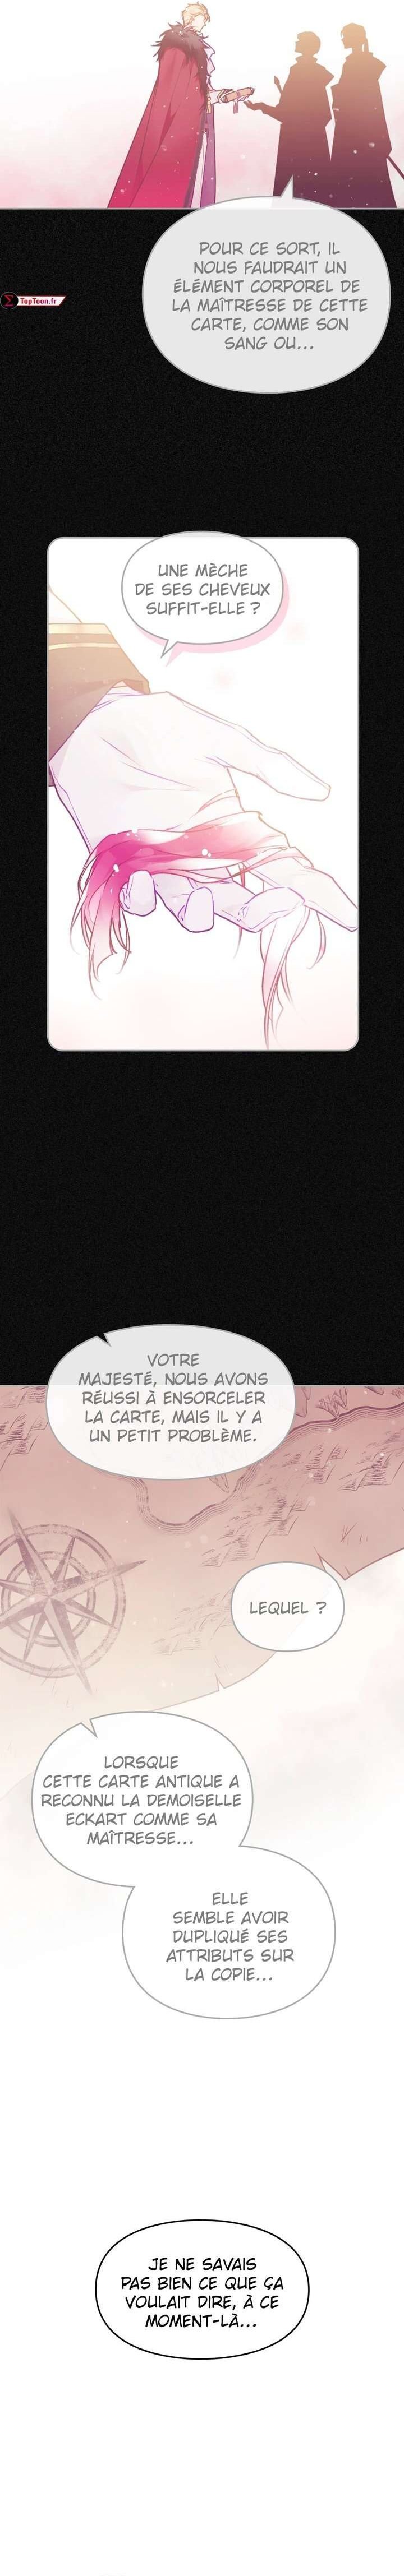 POUR CE SORT, IL
NOUS FAUDRAIT UN
ÉLÉMENT CORPOREL DE
LA MAÎTRESSE DE CETTE
CARTE, COMME SON
SANG OU...
TopToon.fr
UNE MÈCHE
DE SES CHEVEUX
SUFFIT-ELLE ?
VOTRE
MAJESTÉ, NOUS AVONS
RÉUSSI À ENSORCELER
LA CARTE, MAIS IL Y A
UN PETIT PROBLÈME.
LEQUEL ?
LORSQUE
CETTE CARTE ANTIQUE A
RECONNU LA DEMOISELLE
ECKART COMME SA
MAÎTRESSE...
ELLE
SEMBLE AVOIR
DUPLIQUÉ SES
ATTRIBUTS SUR
LA COPIE...
JE NE SAVAIS
PAS BIEN CE QUE ÇA
VOULAIT DIRE, À CE
MOMENT-LÀ...